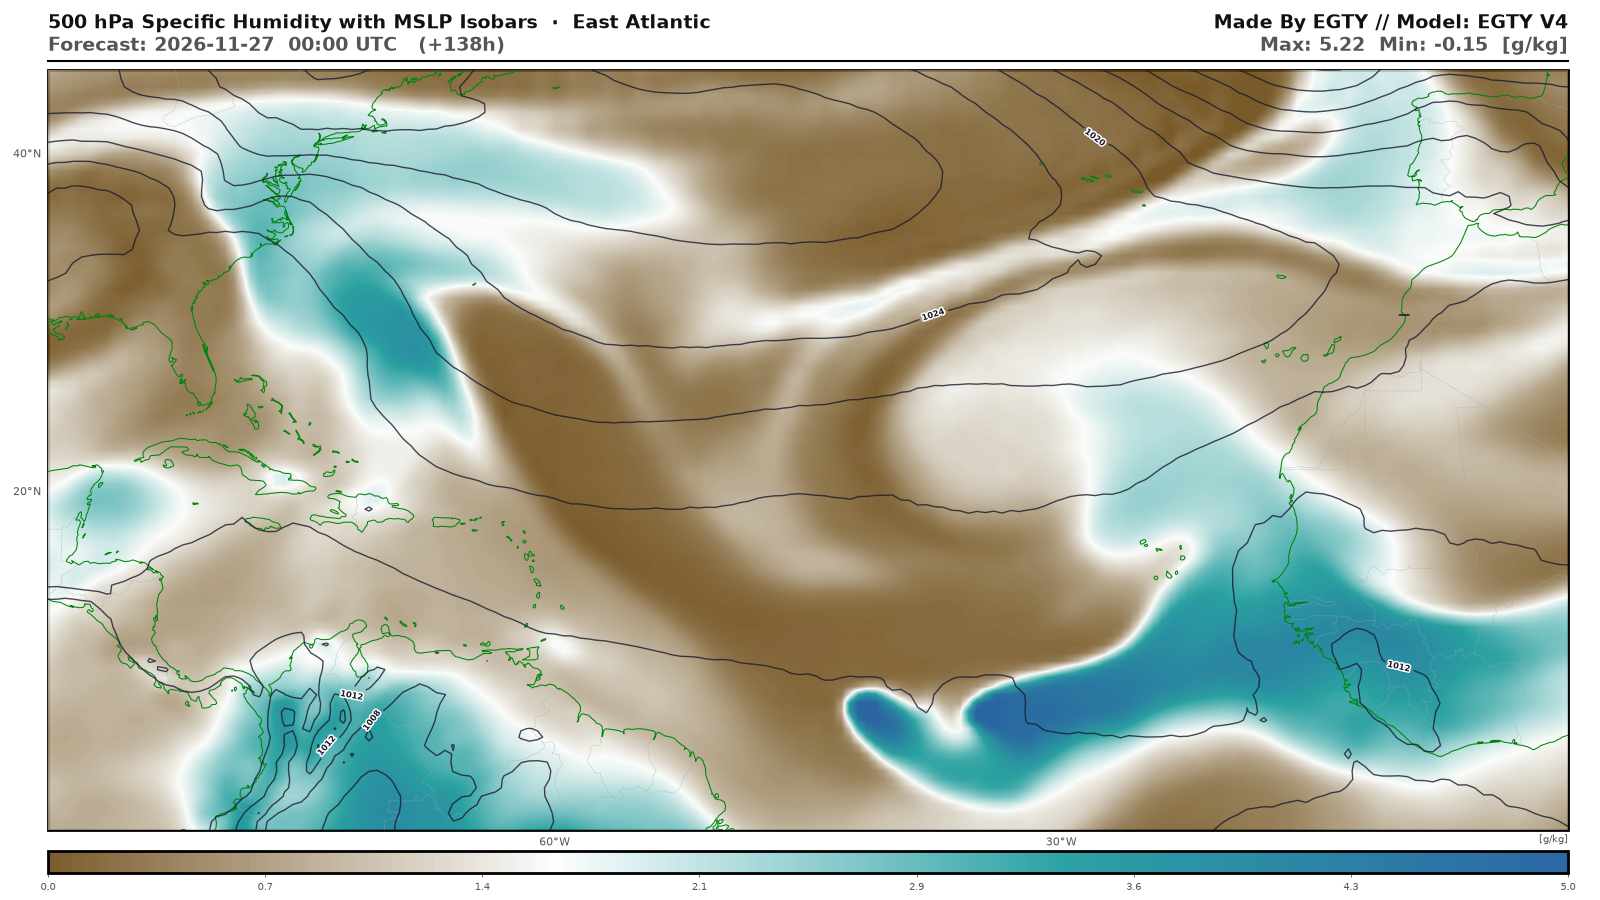 500 hPa Specific Humidity with MSLP Isobars · East Atlantic
Made By EGTY // Model: EGTY V4
Forecast: 2026-11-27 00:00 UTC (+138h)
Max: 5.22 Min: -0.15 [g/kg]
1020
40°N
1024
20°N
1012
1012
1008
1012
60°W
30°W
[g/kg]
0.0
0.7
1.4
2.1
2.9
3.6
4.3
5.0